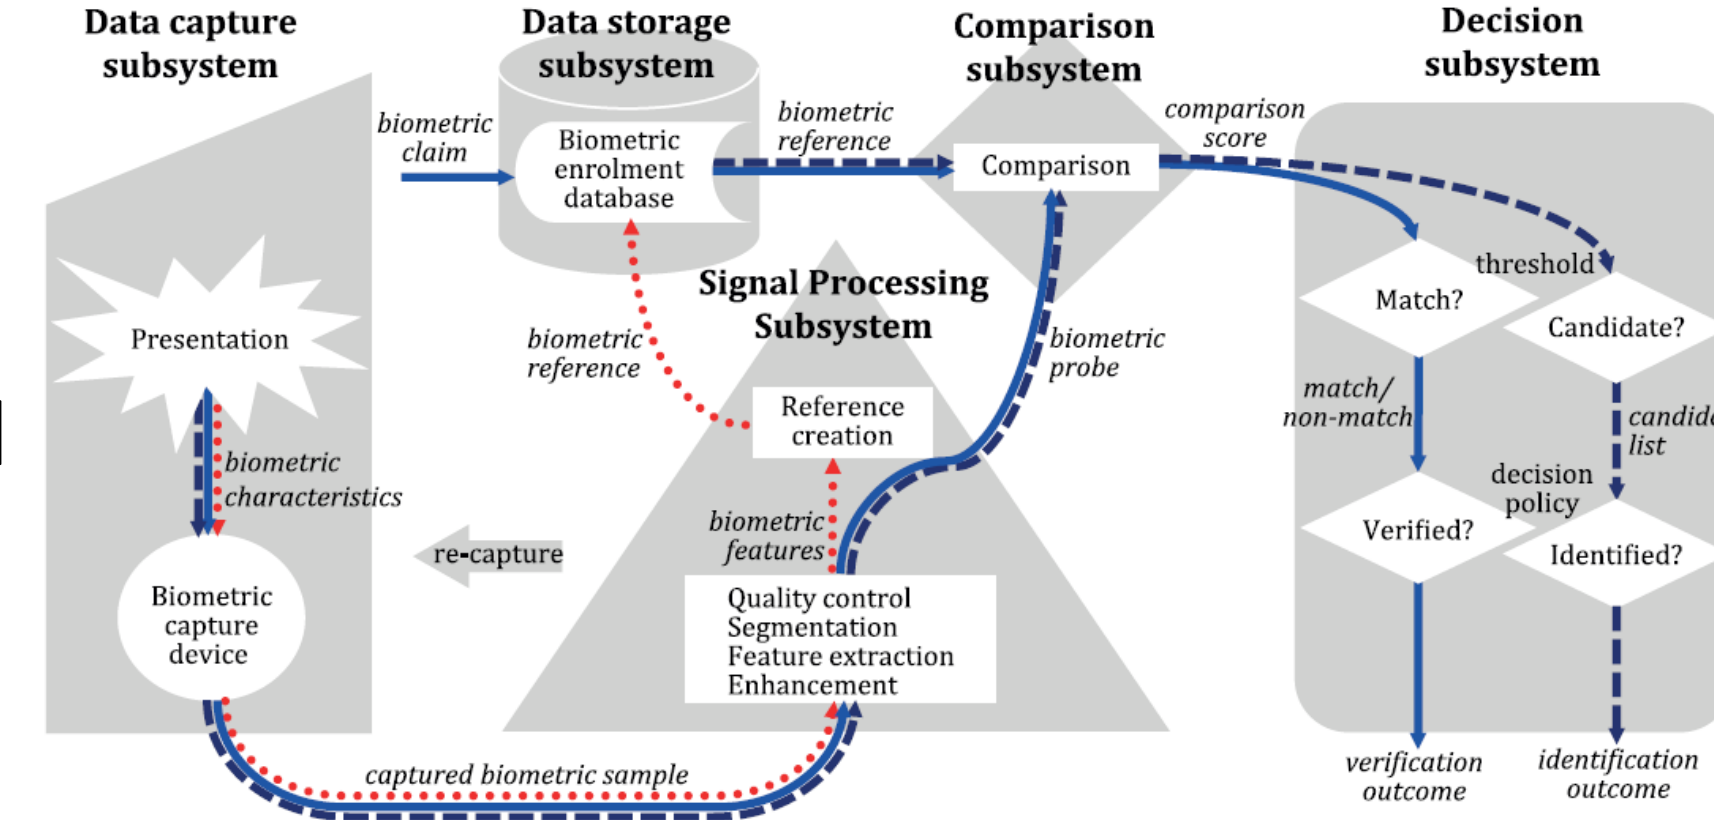 Data capture
subsystem
Data storage
subsystem
Comparison
subsystem
Decision
subsystem
biometric
claim
Biometric
enrolment
database
biometric
reference
Comparison
comparison
score
Presentation
biometric
characteristics
Biometric
capture
device
re-capture
captured biometric sample
Signal Processing
Subsystem
biometric
reference
Reference
creation
biometric
features
Quality control
Segmentation
Feature extraction
Enhancement
biometric
probe
threshold
Match?
Candidate?
match/
non-match
candida
list
decision
policy
Verified?
Identified?
verification
outcome
identification
outcome